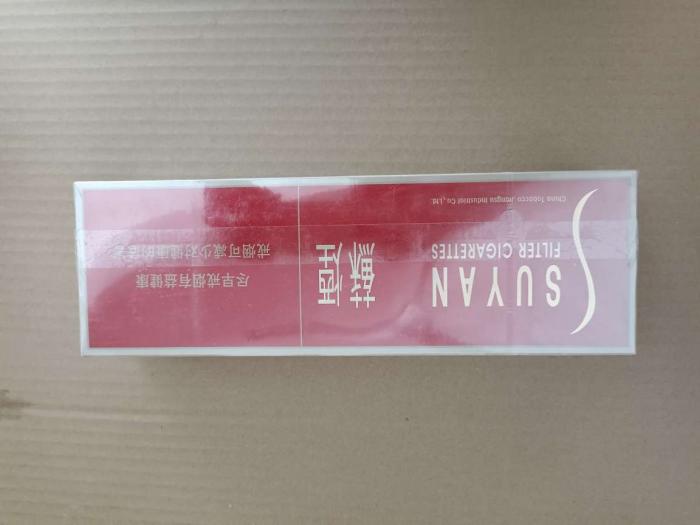 SUYAN
FILTER CIGARETTES
China Tobacco Jiangsu Industrial Co.,Ltd.
蘇煙
尽早戒烟有益健康
戒烟可减少对健康的危害